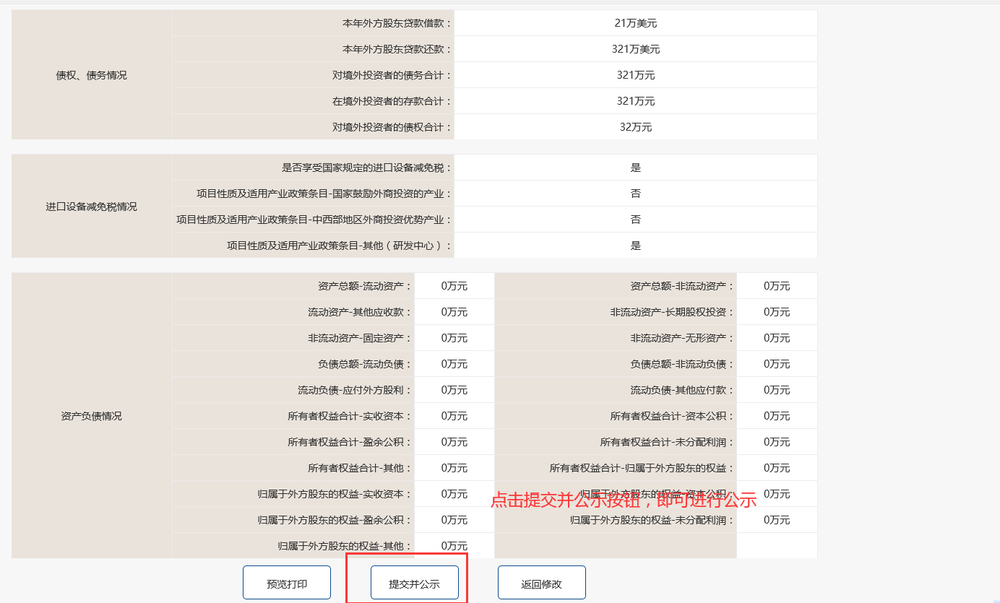 本年外方股东贷款借款： 21万美元
本年外方股东贷款还款： 321万美元
债权、债务情况 对境外投资者的债务合计： 321万元
在境外投资者的存款合计： 321万元
对境外投资者的债权合计： 32万元
是否享受国家规定的进口设备减免税： 是
项目性质及适用产业政策条目-国家鼓励外商投资的产业： 否
进口设备减免税情况
项目性质及适用产业政策条目-中西部地区外商投资优势产业： 否
项目性质及适用产业政策条目-其他（研发中心）： 是
资产总额-流动资产： 0万元 资产总额-非流动资产： 0万元
流动资产-其他应收款： 0万元 非流动资产-长期股权投资： 0万元
非流动资产-固定资产： 0万元 非流动资产-无形资产： 0万元
负债总额-流动负债： 0万元 负债总额-非流动负债： 0万元
流动负债-应付外方股利： 0万元 流动负债-其他应付款： 0万元
资产负债情况 所有者权益合计-实收资本： 0万元 所有者权益合计-资本公积： 0万元
所有者权益合计-盈余公积： 0万元 所有者权益合计-未分配利润： 0万元
所有者权益合计-其他： 0万元 所有者权益合计-归属于外方股东的权益： 0万元
归属于外方股东的权益-实收资本： 0万元 归属于外方股东的权益-资本公积： 0万元
点击提交并公示按钮，即可进行公示
归属于外方股东的权益-盈余公积： 0万元 归属于外方股东的权益-未分配利润： 0万元
归属于外方股东的权益-其他： 0万元
预览打印 提交并公示 返回修改